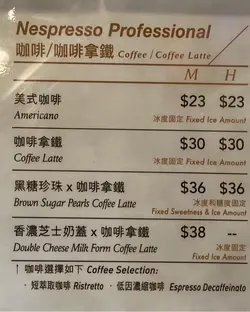 Nespresso Professional
咖啡/咖啡拿鐵 Coffee / Coffee Latte
M H
美式咖啡 $23 $23
Americano 冰度固定 Fixed Ice Amount
咖啡拿鐵 $30 $30
Coffee Latte 冰度固定 Fixed Ice Amount
黑糖珍珠 x 咖啡拿鐵 $36 $36
Brown Sugar Pearls Coffee Latte 冰度和糖度固定
Fixed Sweetness & Ice Amount
香濃芝士奶蓋 x 咖啡拿鐵 $38 --
Double Cheese Milk Form Coffee Latte 冰度固定 Fixed Ice Amount
↑ 咖啡選擇如下 Coffee Selection:
· 短萃取咖啡 Ristretto · 低因濃縮咖啡 Espresso Decaffeinato